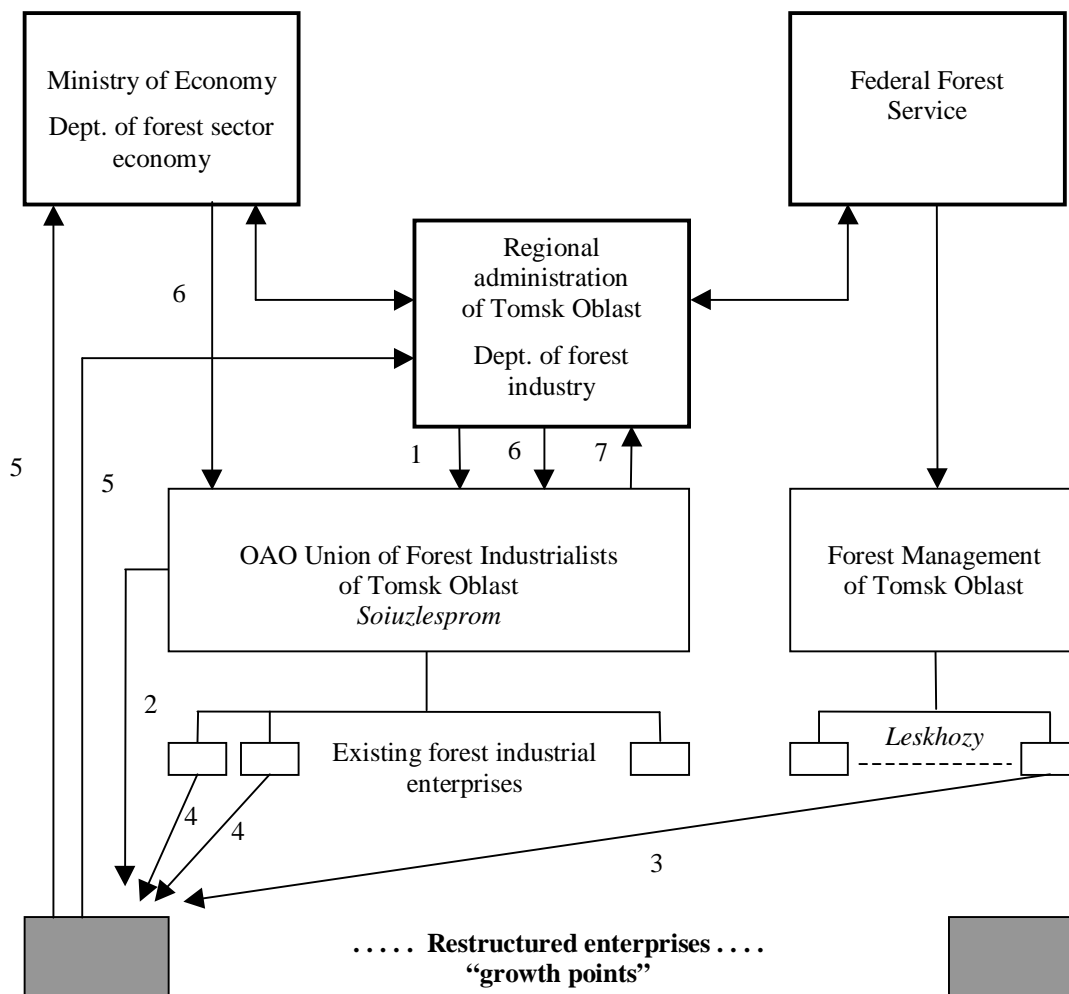 Ministry of Economy
Dept. of forest sector
economy
Federal Forest
Service
Regional
administration
of Tomsk Oblast
Dept. of forest
industry
6
5
5
1
6
7
OAO Union of Forest Industrialists
of Tomsk Oblast
Soiuzlesprom
Forest Management
of Tomsk Oblast
2
Existing forest industrial
enterprises
Leskhozy
4
4
3
. . . . . Restructured enterprises . . . .
“growth points”